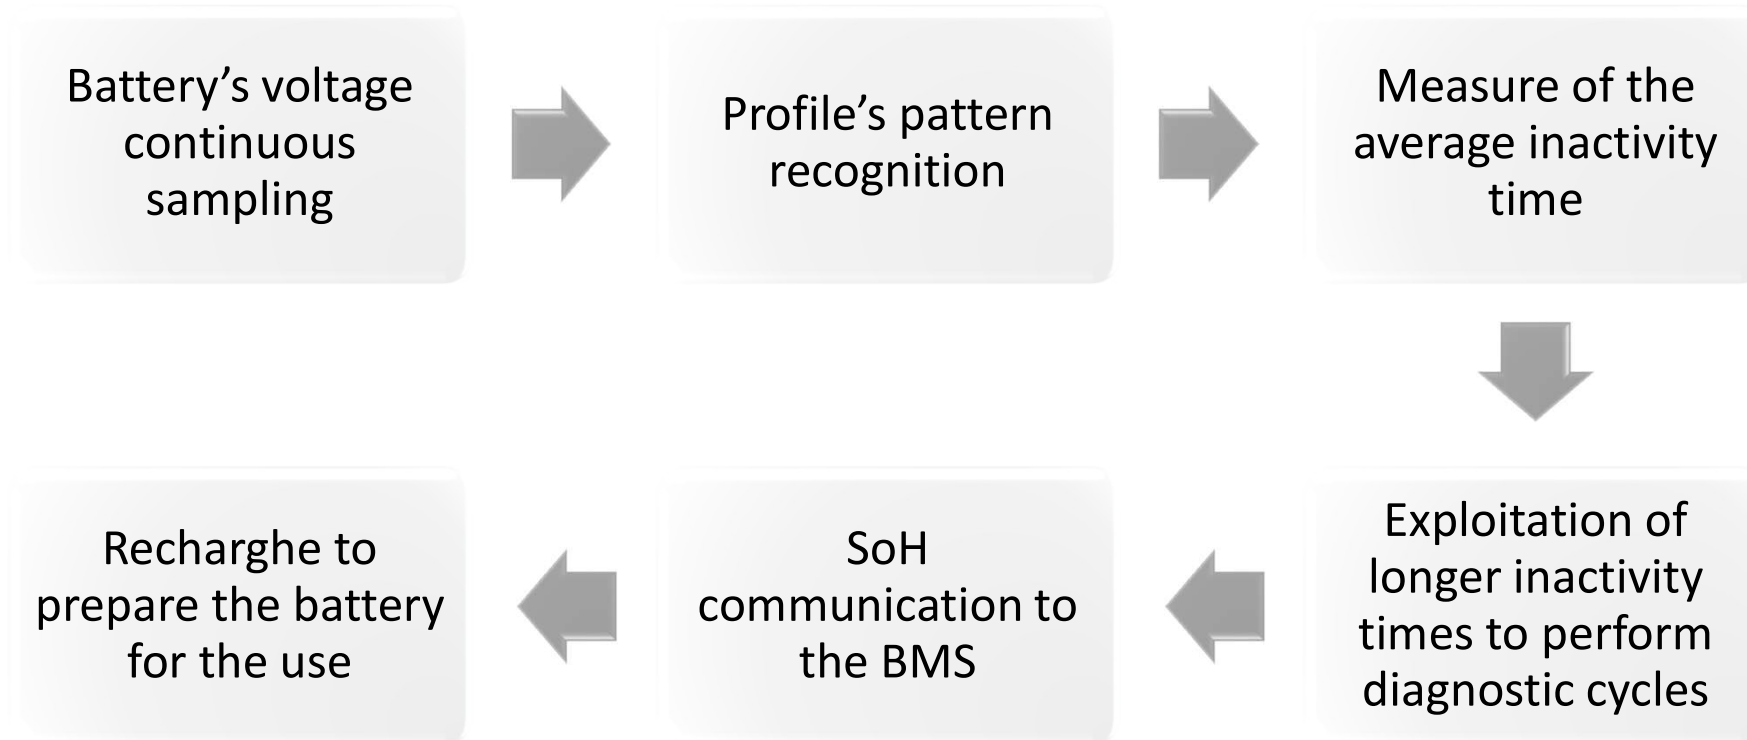 Battery’s voltage
continuous
sampling
Profile’s pattern
recognition
Measure of the
average inactivity
time
Exploitation of
longer inactivity
times to perform
diagnostic cycles
SoH
communication to
the BMS
Recharghe to
prepare the battery
for the use